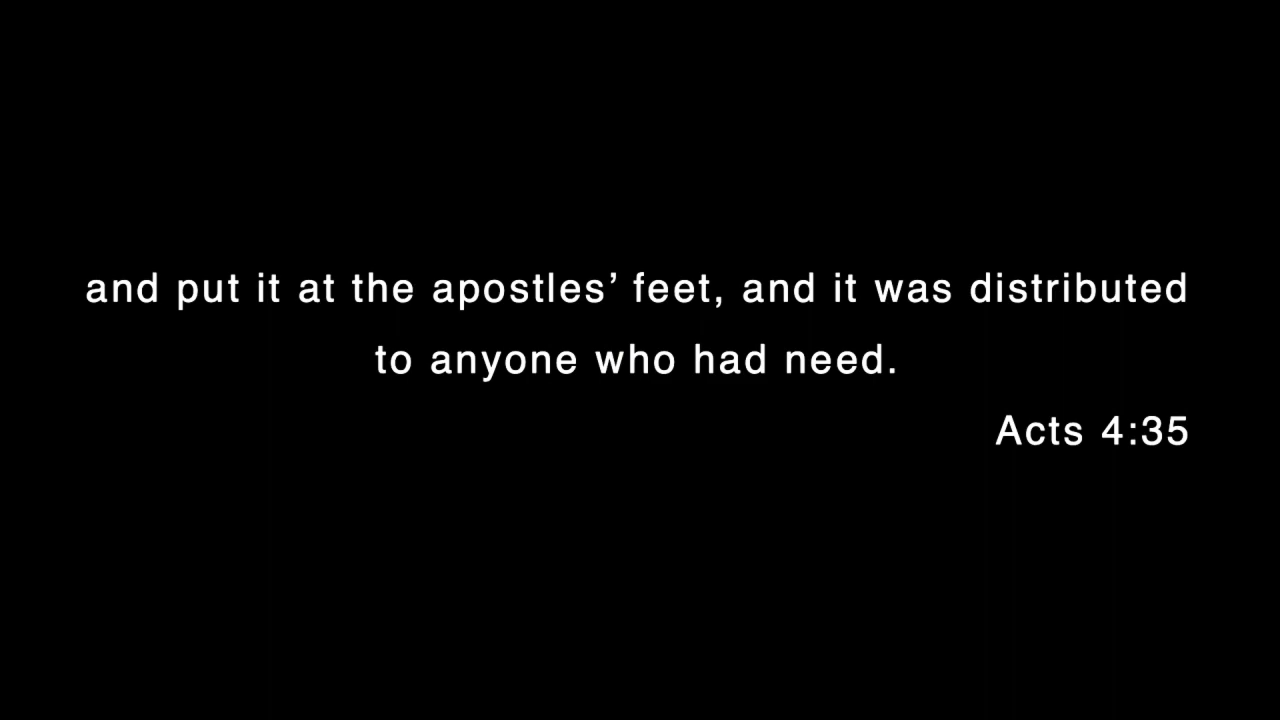 and put it at the apostles’ feet, and it was distributed
to anyone who had need.
Acts 4:35